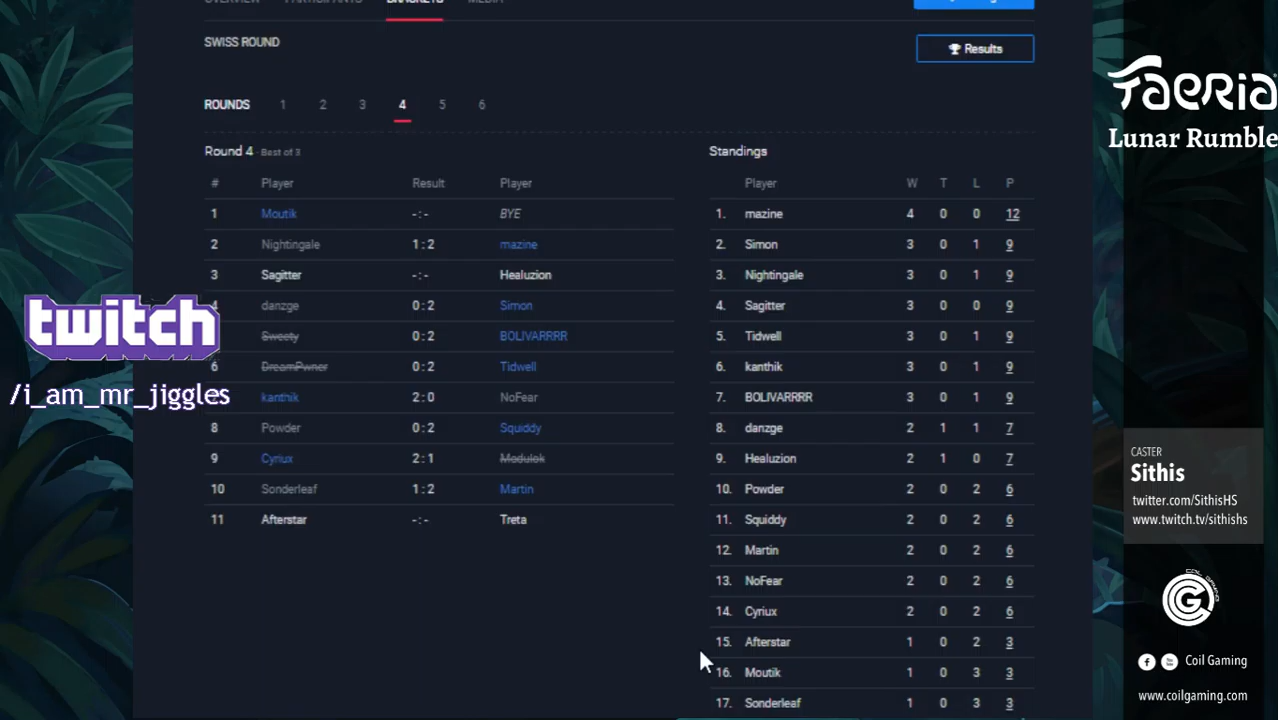 OVERVIEW PARTICIPANTS BRACKETS MEDIA
SWISS ROUND
Results
ROUNDS 1 2 3 4 5 6
Round 4 - Best of 3
# Player Result Player
1 Moutik -:- BYE
2 Nightingale 1:2 mazine
3 Sagitter -:- Healuzion
4 danzge 0:2 Simon
Sweety 0:2 BOLIVARRRR
6 DreamPwner 0:2 Tidwell
kanthik 2:0 NoFear
8 Powder 0:2 Squiddy
9 Cyriux 2:1 Modulok
10 Sonderleaf 1:2 Martin
11 Afterstar -:- Treta
Standings
Player W T L P
1. mazine 4 0 0 12
2. Simon 3 0 1 9
3. Nightingale 3 0 1 9
4. Sagitter 3 0 0 9
5. Tidwell 3 0 1 9
6. kanthik 3 0 1 9
7. BOLIVARRRR 3 0 1 9
8. danzge 2 1 1 7
9. Healuzion 2 1 0 7
10. Powder 2 0 2 6
11. Squiddy 2 0 2 6
12. Martin 2 0 2 6
13. NoFear 2 0 2 6
14. Cyriux 2 0 2 6
15. Afterstar 1 0 2 3
16. Moutik 1 0 3 3
17. Sonderleaf 1 0 3 3
twitch
/i_am_mr_jiggles
Faeria
Lunar Rumble
CASTER
Sithis
twitter.com/SithisHS
www.twitch.tv/sithishs
Coil Gaming
www.coilgaming.com